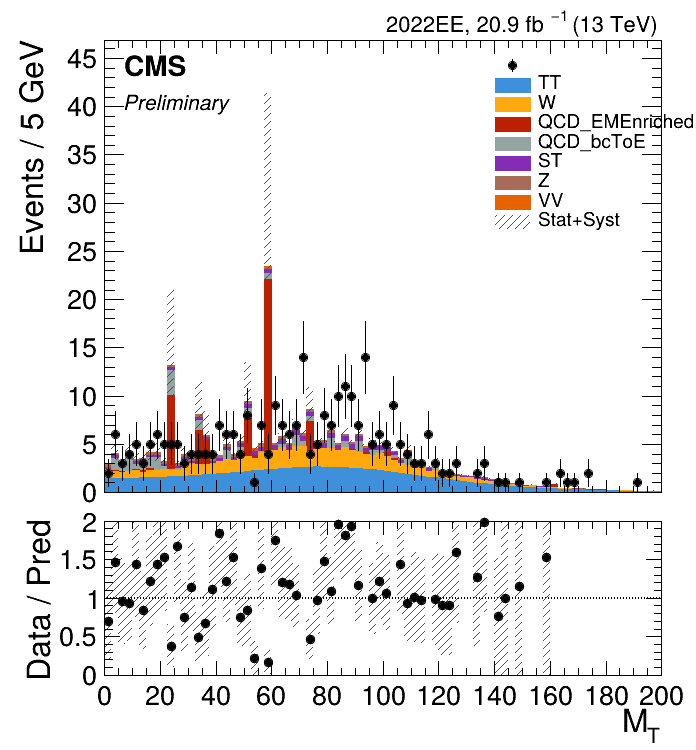 2022EE, 20.9 fb⁻¹ (13 TeV)
CMS
Preliminary
TT
W
QCD_EMEnriched
QCD_bcToE
ST
Z
VV
Stat+Syst
Events / 5 GeV
45
40
35
30
25
20
15
10
5
0
Data / Pred
2
1.5
1
0.5
0
0 20 40 60 80 100 120 140 160 180 200
M_T